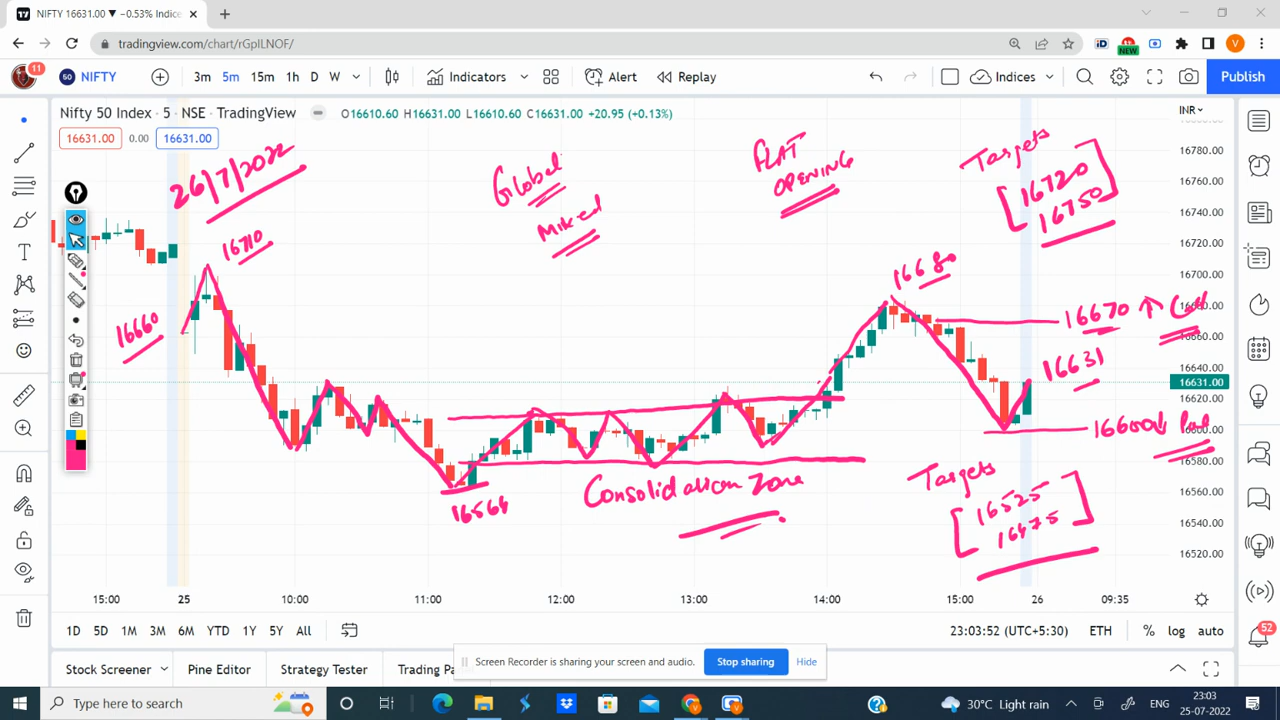 NIFTY 16631.00 ▼ −0.53% Indice
tradingview.com/chart/rGpILNOF/
NEW
V
11
50 NIFTY
3m 5m 15m 1h D W
Indicators
Alert
Replay
Indices
Publish
Nifty 50 Index · 5 · NSE · TradingView
O16610.60 H16631.00 L16610.60 C16631.00 +20.95 (+0.13%)
INR
16631.00 0.00 16631.00
26/7/2022
Global
Mixed
FLAT
OPENING
Targets
16720
16750
16710
16660
16680
16670 ↑
16631
Targets
16525
16475
16564
Consolidation Zone
16780.00
16760.00
16740.00
16720.00
16700.00
16660.00
16640.00
16631.00
16620.00
16580.00
16560.00
16540.00
16520.00
15:00 25 10:00 11:00 12:00 13:00 14:00 15:00 26 09:35
1D 5D 1M 3M 6M YTD 1Y 5Y All
23:03:52 (UTC+5:30) ETH % log auto
52
Screen Recorder is sharing your screen and audio.
Stop sharing
Hide
Stock Screener
Pine Editor
Strategy Tester
Trading Pa
Type here to search
30°C Light rain
ENG
23:03
25-07-2022